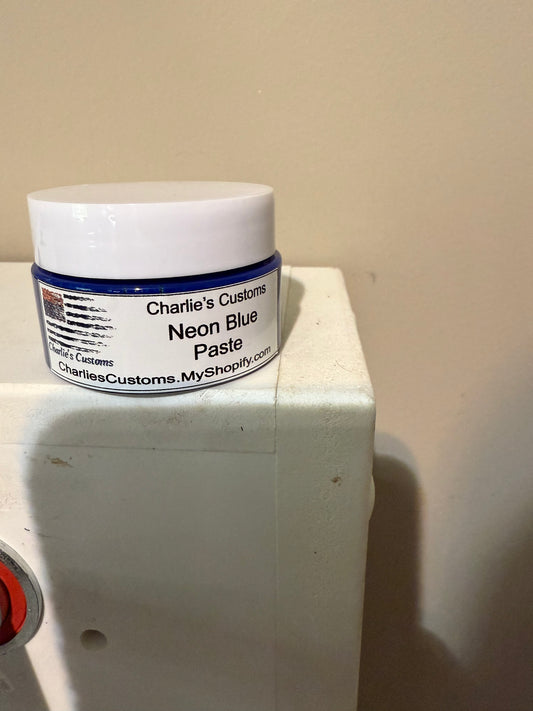 Charlie's Customs
Neon Blue
Paste
Charlie's Customs
CharliesCustoms.MyShopify.com